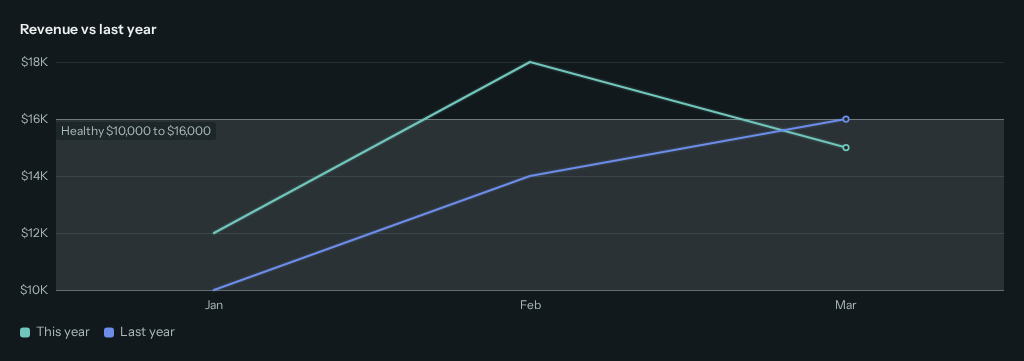 Revenue vs last year
$18K
$16K
Healthy $10,000 to $16,000
$14K
$12K
$10K
Jan Feb Mar
This year Last year